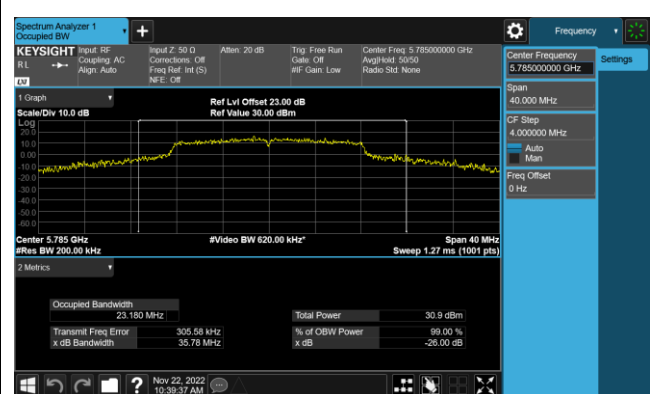 Spectrum Analyzer 1
Occupied BW
Frequency
KEYSIGHT
R L
LXI
Input: RF
Coupling: AC
Align: Auto
Input Z: 50 Ω
Corrections: Off
Freq Ref: Int (S)
NFE: Off
Atten: 20 dB
Trig: Free Run
Gate: Off
#IF Gain: Low
Center Freq: 5.785000000 GHz
Avg|Hold: 50/50
Radio Std: None
Center Frequency
5.785000000 GHz
Settings
Span
40.000 MHz
CF Step
4.000000 MHz
Auto
Man
Freq Offset
0 Hz
1 Graph
Scale/Div 10.0 dB
Ref Lvl Offset 23.00 dB
Ref Value 30.00 dBm
Log
20.0
10.0
0.00
-10.0
-20.0
-30.0
-40.0
-50.0
-60.0
Center 5.785 GHz
#Video BW 620.00 kHz*
Span 40 MHz
#Res BW 200.00 kHz
Sweep 1.27 ms (1001 pts)
2 Metrics
Occupied Bandwidth
23.180 MHz
Total Power 30.9 dBm
Transmit Freq Error 305.58 kHz
% of OBW Power 99.00 %
x dB Bandwidth 35.78 MHz
x dB -26.00 dB
?
Nov 22, 2022
10:39:37 AM